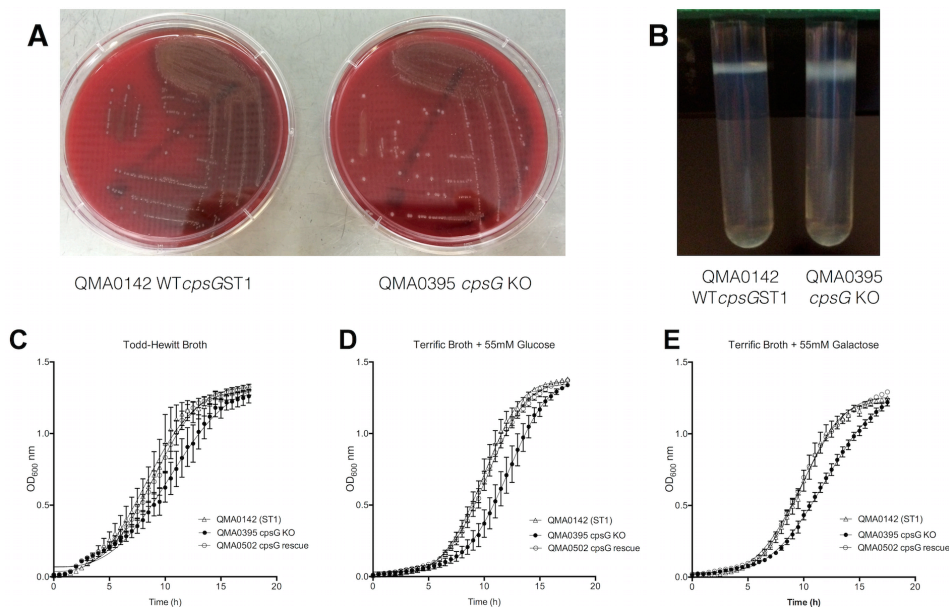 A
B
QMA0142 WTcpsGST1
QMA0395 cpsG KO
QMA0142
WTcpsGST1
QMA0395
cpsG KO
C
Todd-Hewitt Broth
1.5
1.0
0.5
0.0
OD600 nm
0
5
10
15
20
Time (h)
QMA0142 (ST1)
QMA0395 cpsG KO
QMA0502 cpsG rescue
D
Terrific Broth + 55mM Glucose
1.5
1.0
0.5
0.0
OD600 nm
0
5
10
15
20
Time (h)
QMA0142 (ST1)
QMA0395 cpsG KO
QMA0502 cpsG rescue
E
Terrific Broth + 55mM Galactose
1.5
1.0
0.5
0.0
OD600 nm
0
5
10
15
20
Time (h)
QMA0142 (ST1)
QMA0395 cpsG KO
QMA0502 cpsG rescue